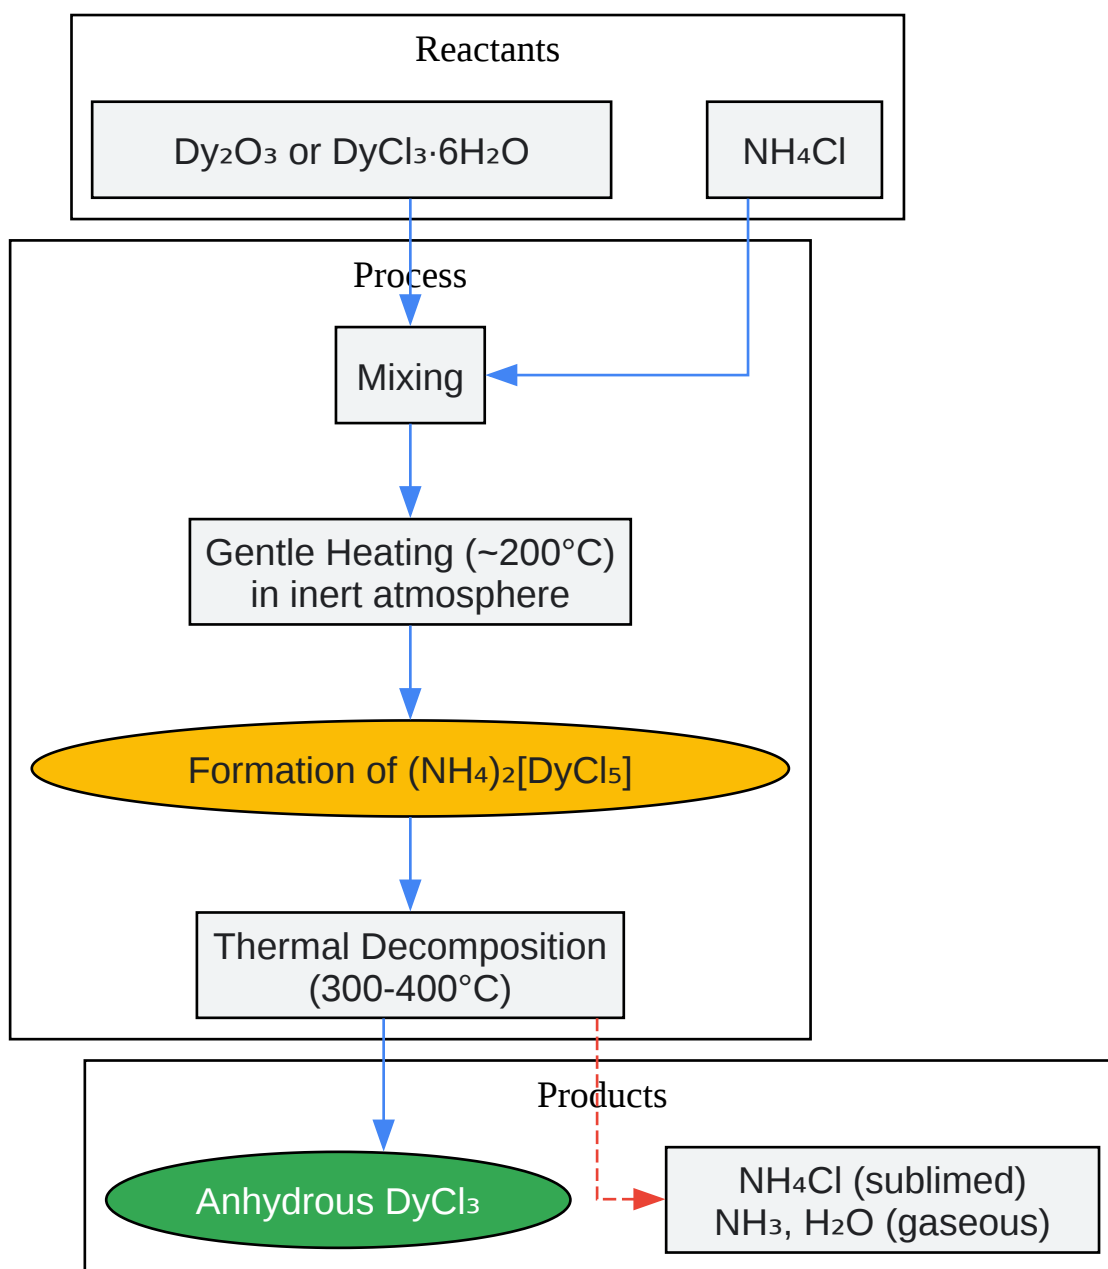 Reactants
Dy₂O₃ or DyCl₃·6H₂O
NH₄Cl
Process
Mixing
Gentle Heating (~200°C)
in inert atmosphere
Formation of (NH₄)₂[DyCl₅]
Thermal Decomposition
(300-400°C)
Products
Anhydrous DyCl₃
NH₄Cl (sublimed)
NH₃, H₂O (gaseous)